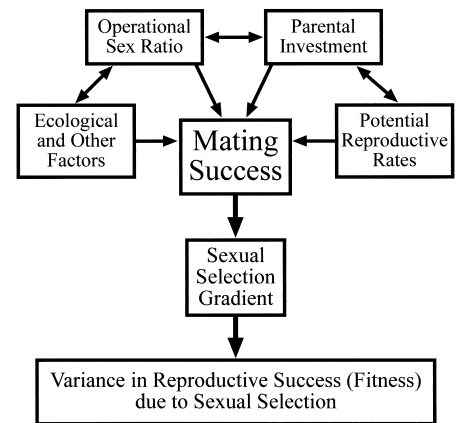 Operational
Sex Ratio
Parental
Investment
Ecological
and Other
Factors
Mating
Success
Potential
Reproductive
Rates
Sexual
Selection
Gradient
Variance in Reproductive Success (Fitness)
due to Sexual Selection